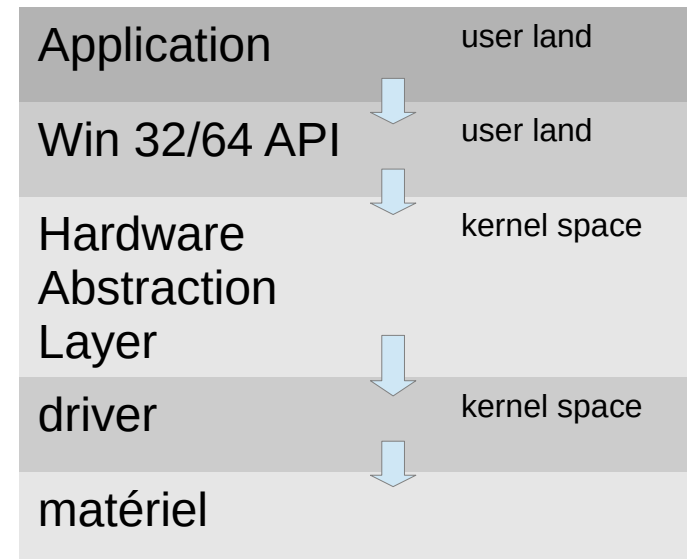 Application user land
Win 32/64 API user land
Hardware kernel space
Abstraction
Layer
driver kernel space
matériel